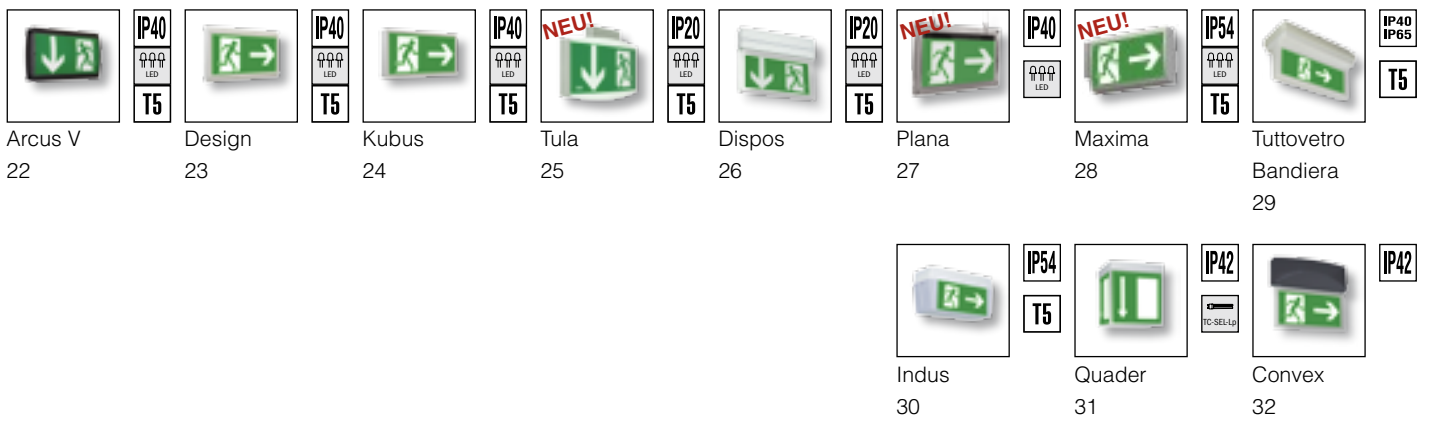 IP40
LED
T5
Arcus V
22
IP40
LED
T5
Design
23
IP40
LED
T5
Kubus
24
NEU!
IP20
LED
T5
Tula
25
IP20
LED
T5
Dispos
26
NEU!
IP40
LED
Plana
27
NEU!
IP54
LED
T5
Maxima
28
IP40
IP65
T5
Tuttovetro
Bandiera
29
IP54
T5
Indus
30
IP42
TC-SEL-Lp
Quader
31
IP42
Convex
32